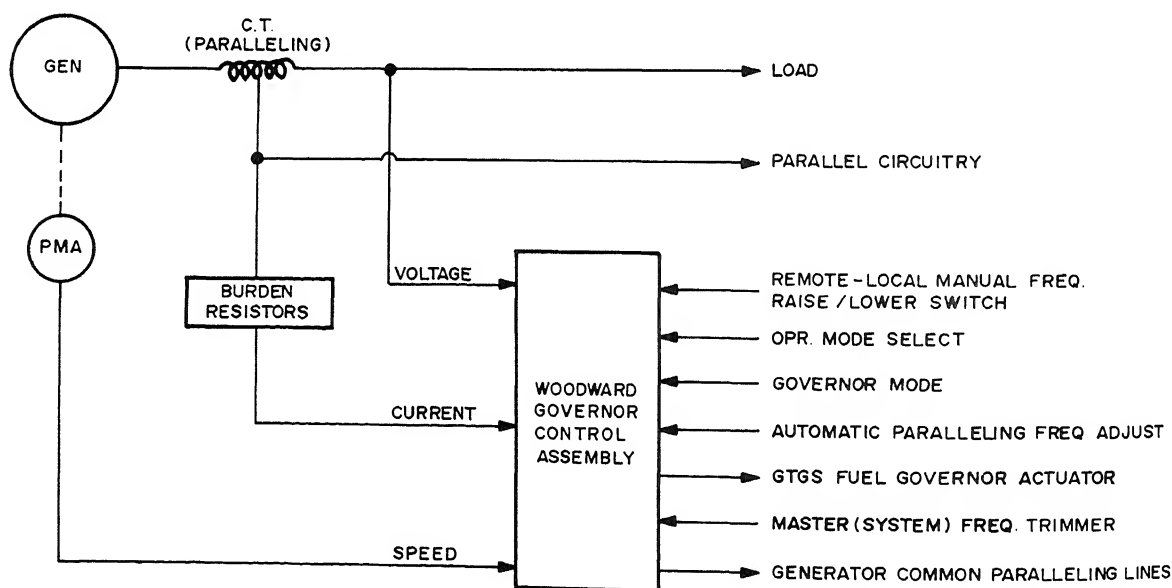 C.T.
(PARALLELING)
GEN
LOAD
PARALLEL CIRCUITRY
PMA
BURDEN
RESISTORS
VOLTAGE
CURRENT
SPEED
WOODWARD
GOVERNOR
CONTROL
ASSEMBLY
REMOTE-LOCAL MANUAL FREQ.
RAISE/LOWER SWITCH
OPR. MODE SELECT
GOVERNOR MODE
AUTOMATIC PARALLELING FREQ ADJUST
GTGS FUEL GOVERNOR ACTUATOR
MASTER (SYSTEM) FREQ. TRIMMER
GENERATOR COMMON PARALLELING LINES